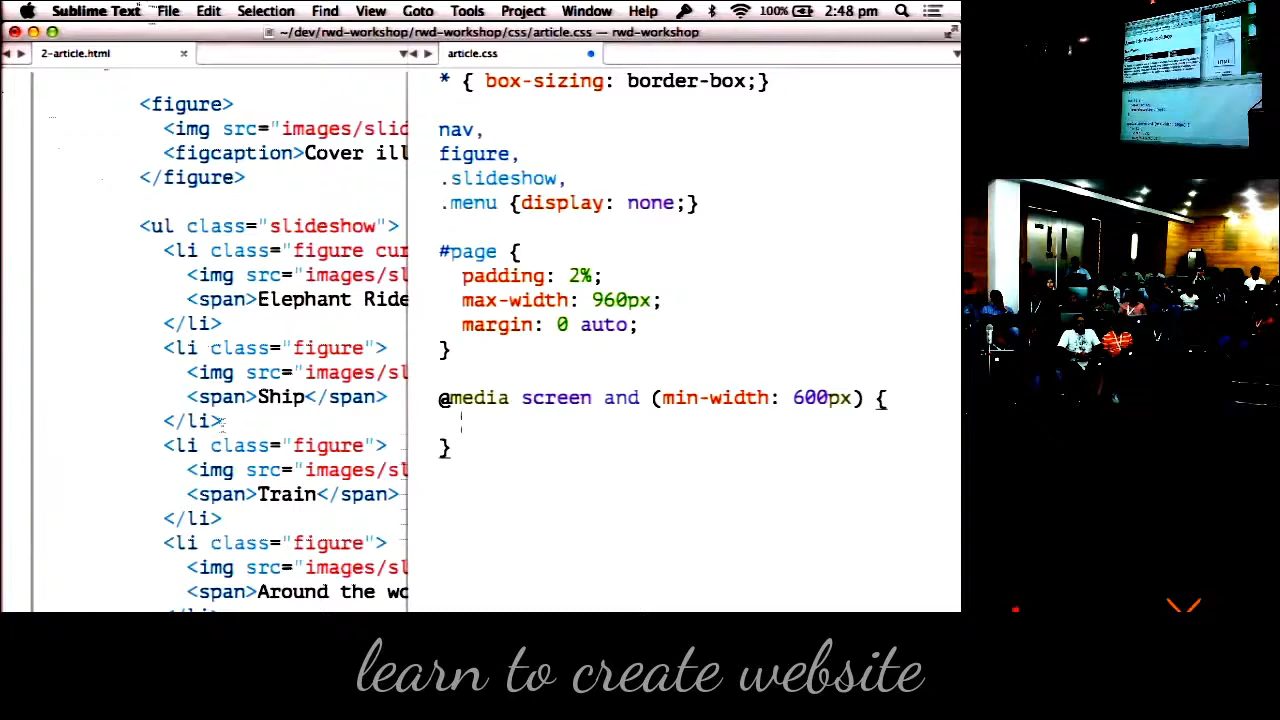 Sublime Text File Edit Selection Find View Goto Tools Project Window Help 100% 2:48 pm
~/dev/rwd-workshop/rwd-workshop/css/article.css — rwd-workshop
2-article.html
article.css
<figure>
<img src="images/slid
<figcaption>Cover ill
</figure>
<ul class="slideshow">
<li class="figure cur
<img src="images/sl
<span>Elephant Ride
</li>
<li class="figure">
<img src="images/sl
<span>Ship</span>
</li>
<li class="figure">
<img src="images/sl
<span>Train</span>
</li>
<li class="figure">
<img src="images/sl
<span>Around the wo
* { box-sizing: border-box;}
nav,
figure,
.slideshow,
.menu {display: none;}
#page {
padding: 2%;
max-width: 960px;
margin: 0 auto;
}
@media screen and (min-width: 600px) {
}
learn to create website